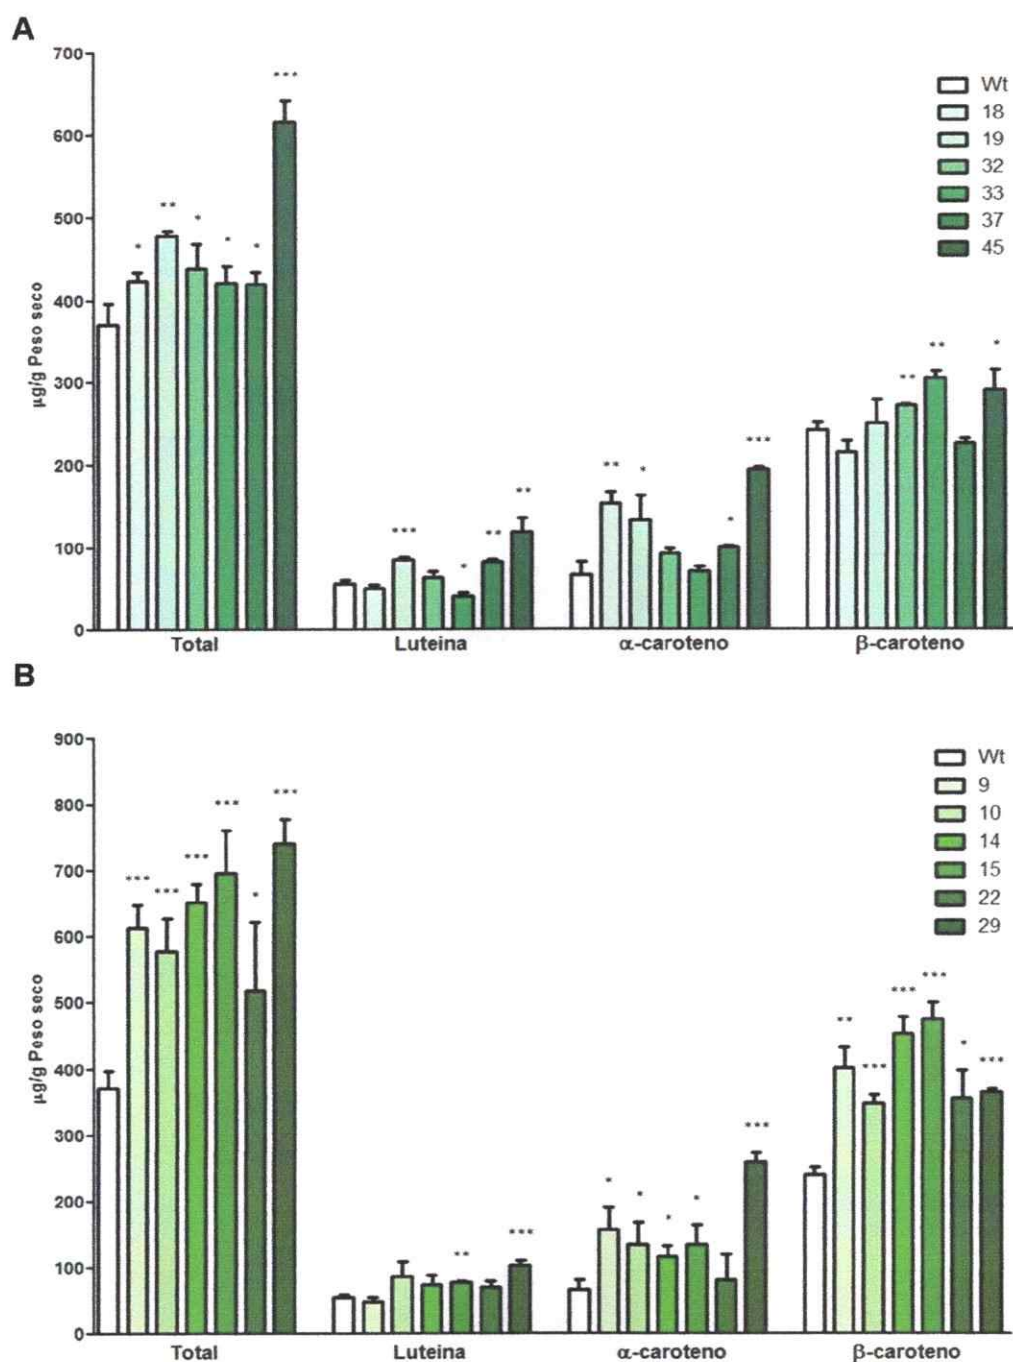 A
µg/g Peso seco
700
600
500
400
300
200
100
0
* ** * * * ***
*** * ** **
** * * ***
** ** *
Total Luteina α-caroteno β-caroteno
Wt
18
19
32
33
37
45
B
µg/g Peso seco
900
800
700
600
500
400
300
200
100
0
*** *** *** *** * ***
** ***
* * * * ***
** *** *** *** * ***
Total Luteina α-caroteno β-caroteno
Wt
9
10
14
15
22
29